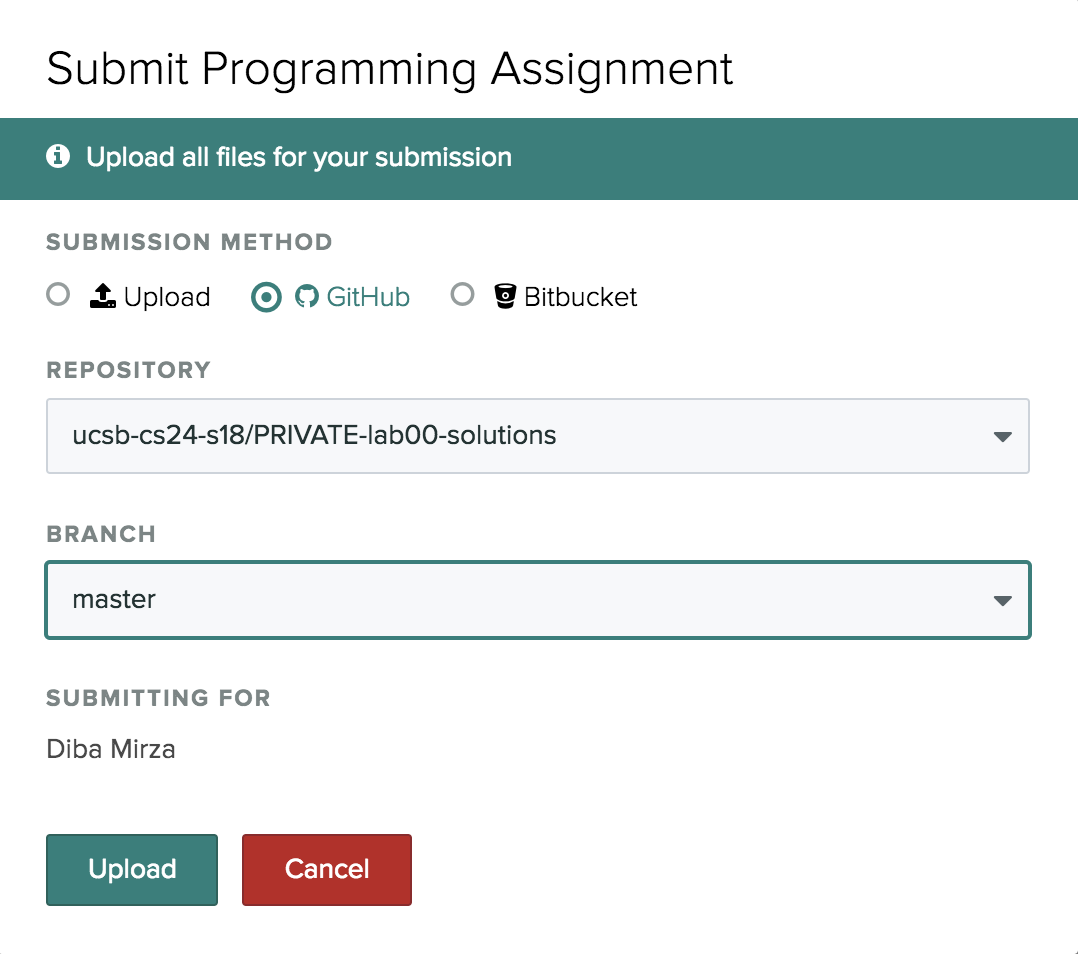 Submit Programming Assignment
Upload all files for your submission
SUBMISSION METHOD
Upload GitHub Bitbucket
REPOSITORY
ucsb-cs24-s18/PRIVATE-lab00-solutions
BRANCH
master
SUBMITTING FOR
Diba Mirza
Upload Cancel